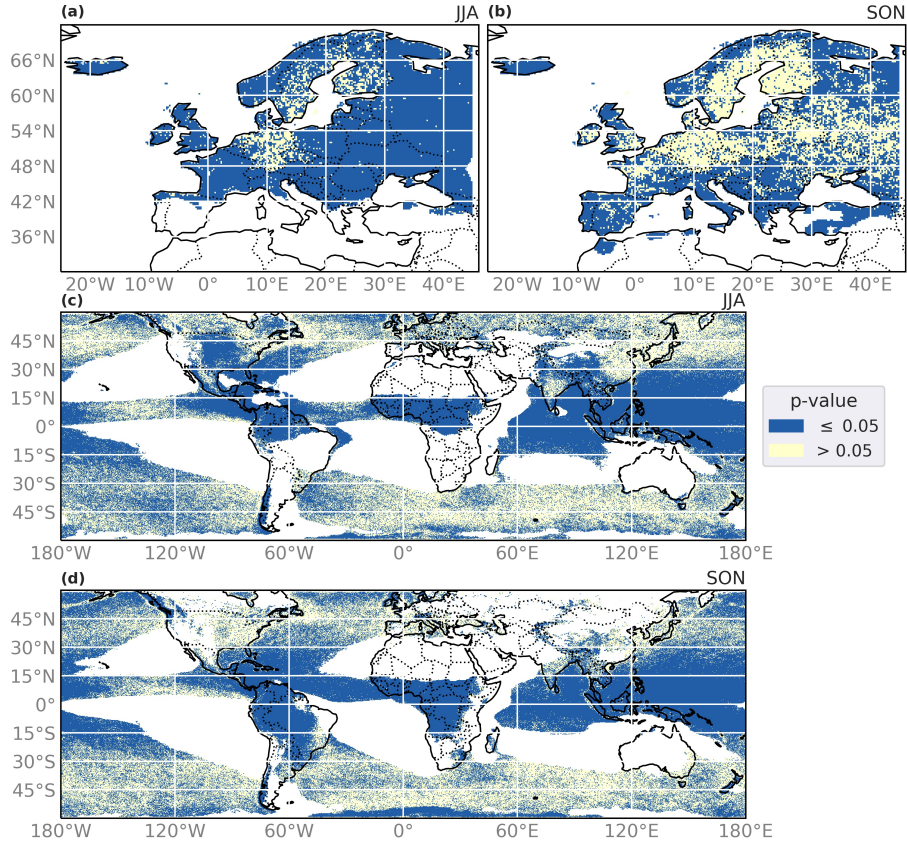 (a) JJA
(b) SON
66°N
60°N
54°N
48°N
42°N
36°N
20°W 10°W 0° 10°E 20°E 30°E 40°E
20°W 10°W 0° 10°E 20°E 30°E 40°E
(c) JJA
45°N
30°N
15°N
0°
15°S
30°S
45°S
180°W 120°W 60°W 0° 60°E 120°E 180°E
p-value
≤ 0.05
> 0.05
(d) SON
45°N
30°N
15°N
0°
15°S
30°S
45°S
180°W 120°W 60°W 0° 60°E 120°E 180°E